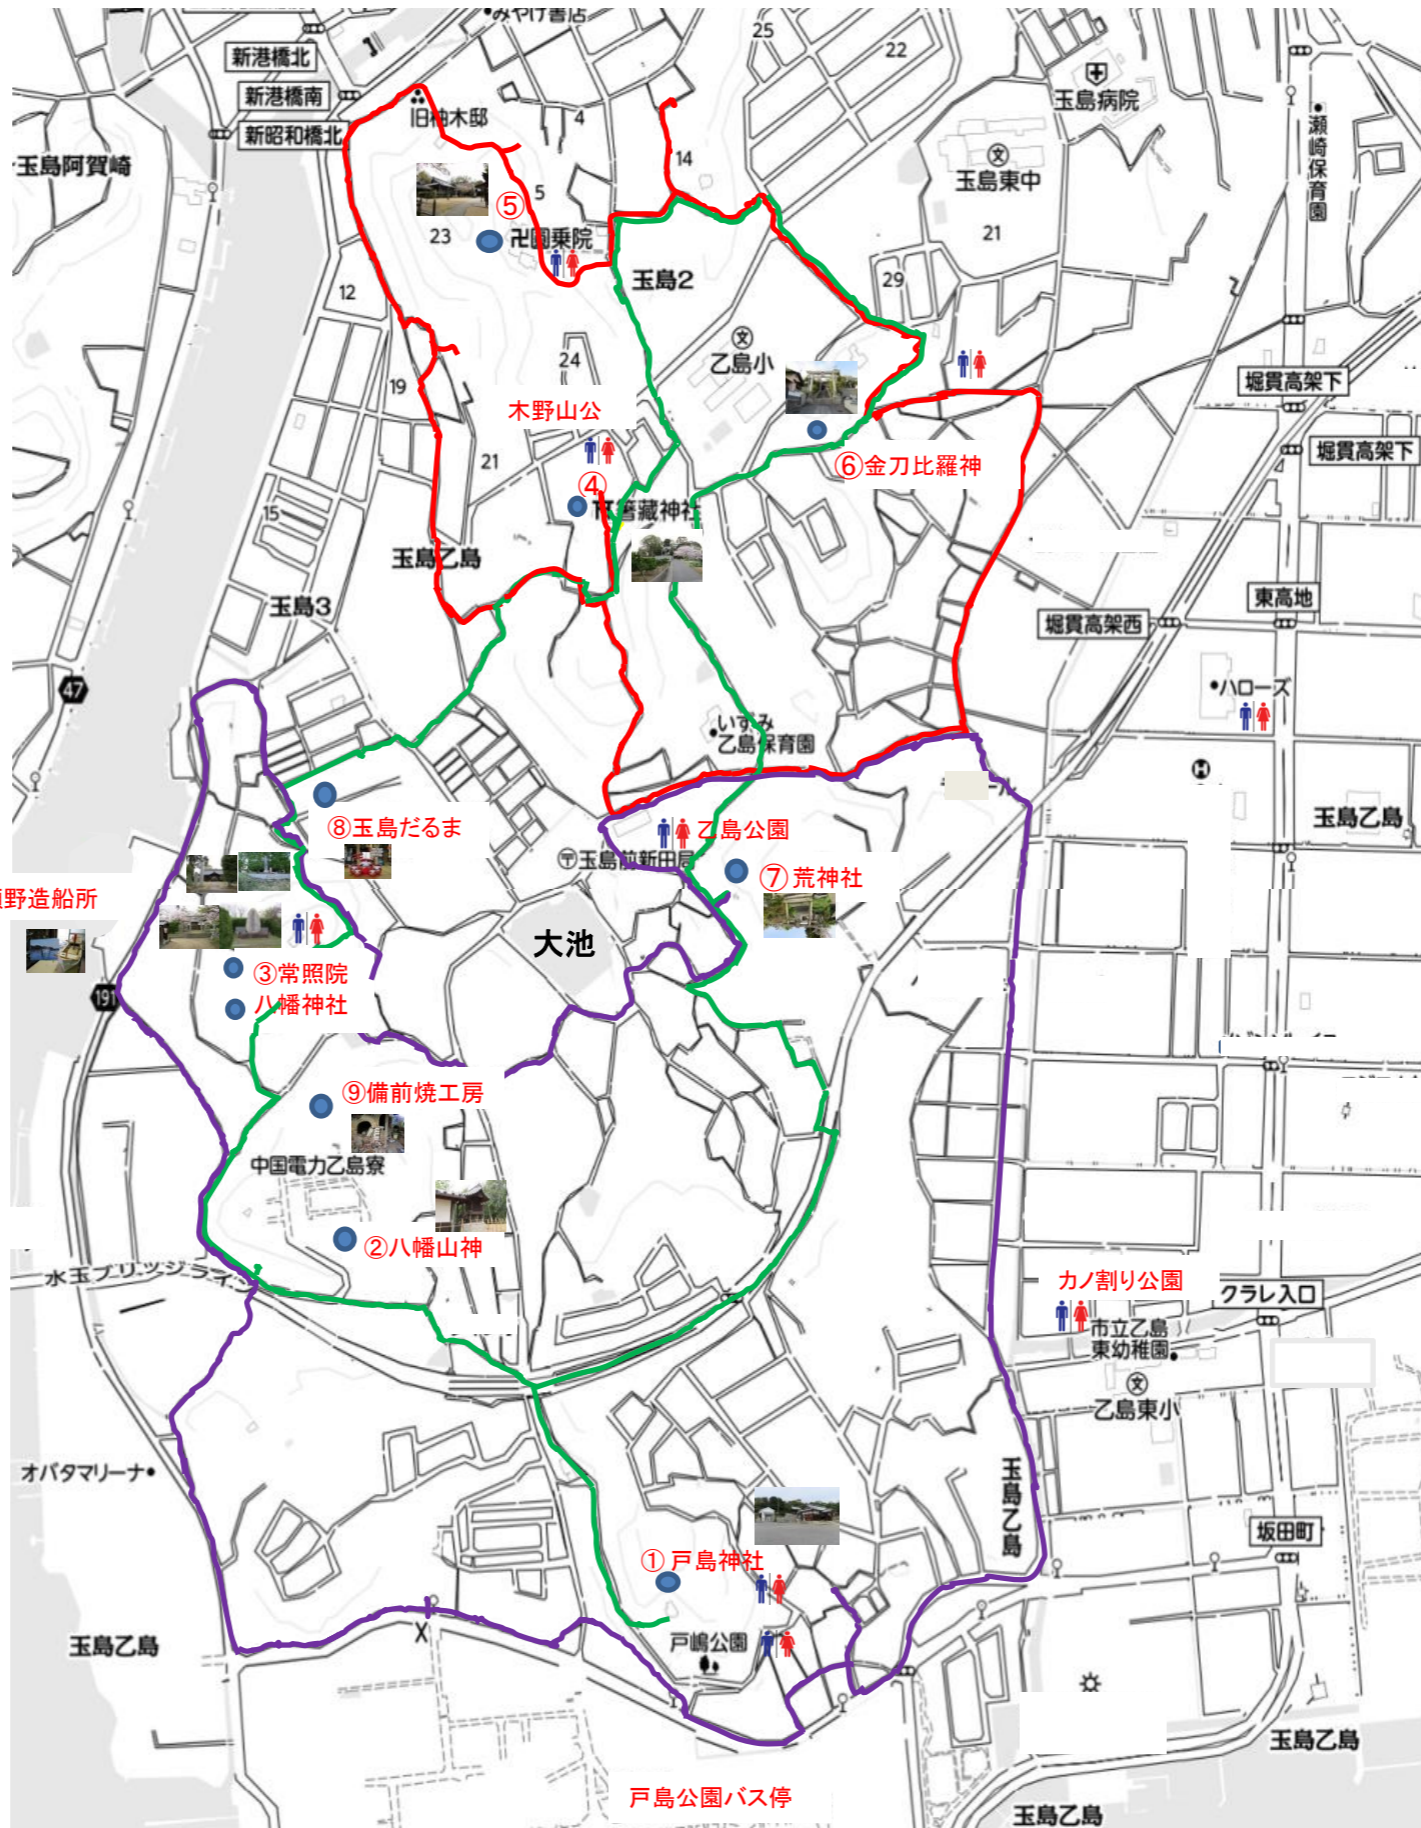 みやけ書店
新港橋北
25
22
新港橋南
玉島病院
旧柚木邸
4
新昭和橋北
瀬崎保育園
玉島阿賀崎
14
玉島東中
5
⑤
23
卍圓乗院
21
玉島2
29
12
乙島小
24
堀貫高架下
19
木野山公
堀貫高架下
21
⑥金刀比羅神
④
箸蔵神社
15
玉島乙島
玉島3
東高地
堀貫高架西
47
ハローズ
いずみ
乙島保育園
⑧玉島だるま
乙島公園
玉島乙島
〒玉島前新田局
⑦荒神社
野造船所
大池
③常照院
八幡神社
191
⑨備前焼工房
中国電力乙島寮
②八幡山神
水玉ブリッジライン
カノ割り公園
クラレ入口
市立乙島
東幼稚園
乙島東小
オバタマリーナ
玉島乙島
坂田町
①戸島神社
玉島乙島
戸嶋公園
X
玉島乙島
戸島公園バス停
玉島乙島